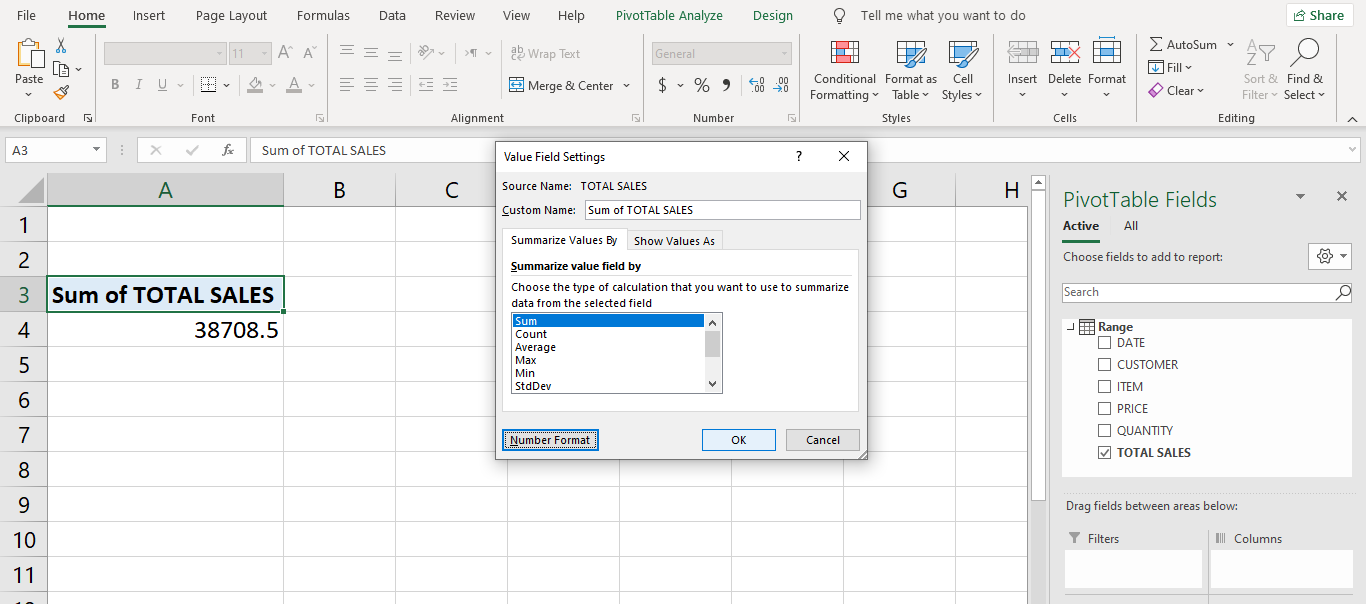 File Home Insert Page Layout Formulas Data Review View Help PivotTable Analyze Design Tell me what you want to do Share
Paste
11 A A
ab Wrap Text
General
Conditional Formatting
Format as Table
Cell Styles
Insert Delete Format
AutoSum
Fill
Clear
Sort & Filter
Find & Select
B I U A
Merge & Center
$ % , .00 .00
Clipboard Font Alignment Number Styles Cells Editing
A3 fx Sum of TOTAL SALES
A B C G H
1
2
3 Sum of TOTAL SALES
4 38708.5
5
6
7
8
9
10
11
Value Field Settings ?
Source Name: TOTAL SALES
Custom Name: Sum of TOTAL SALES
Summarize Values By Show Values As
Summarize value field by
Choose the type of calculation that you want to use to summarize
data from the selected field
Sum
Count
Average
Max
Min
StdDev
Number Format OK Cancel
PivotTable Fields
Active All
Choose fields to add to report:
Search
Range
DATE
CUSTOMER
ITEM
PRICE
QUANTITY
TOTAL SALES
Drag fields between areas below:
Filters Columns